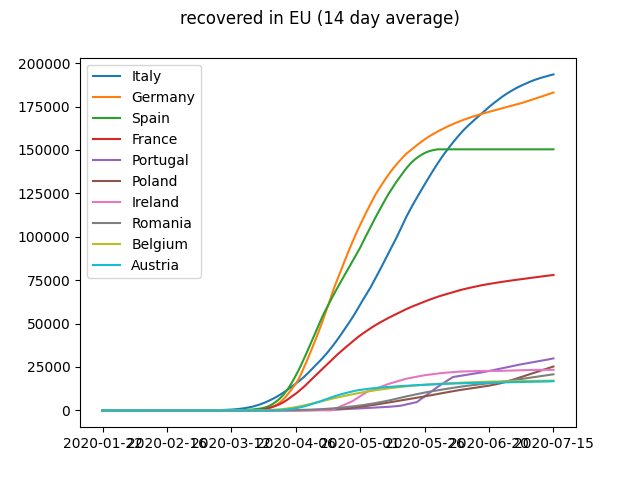 recovered in EU (14 day average)
200000
175000
150000
125000
100000
75000
50000
25000
0
Italy
Germany
Spain
France
Portugal
Poland
Ireland
Romania
Belgium
Austria
2020-01-22 2020-02-16 2020-03-12 2020-04-06 2020-05-01 2020-05-26 2020-06-20 2020-07-15